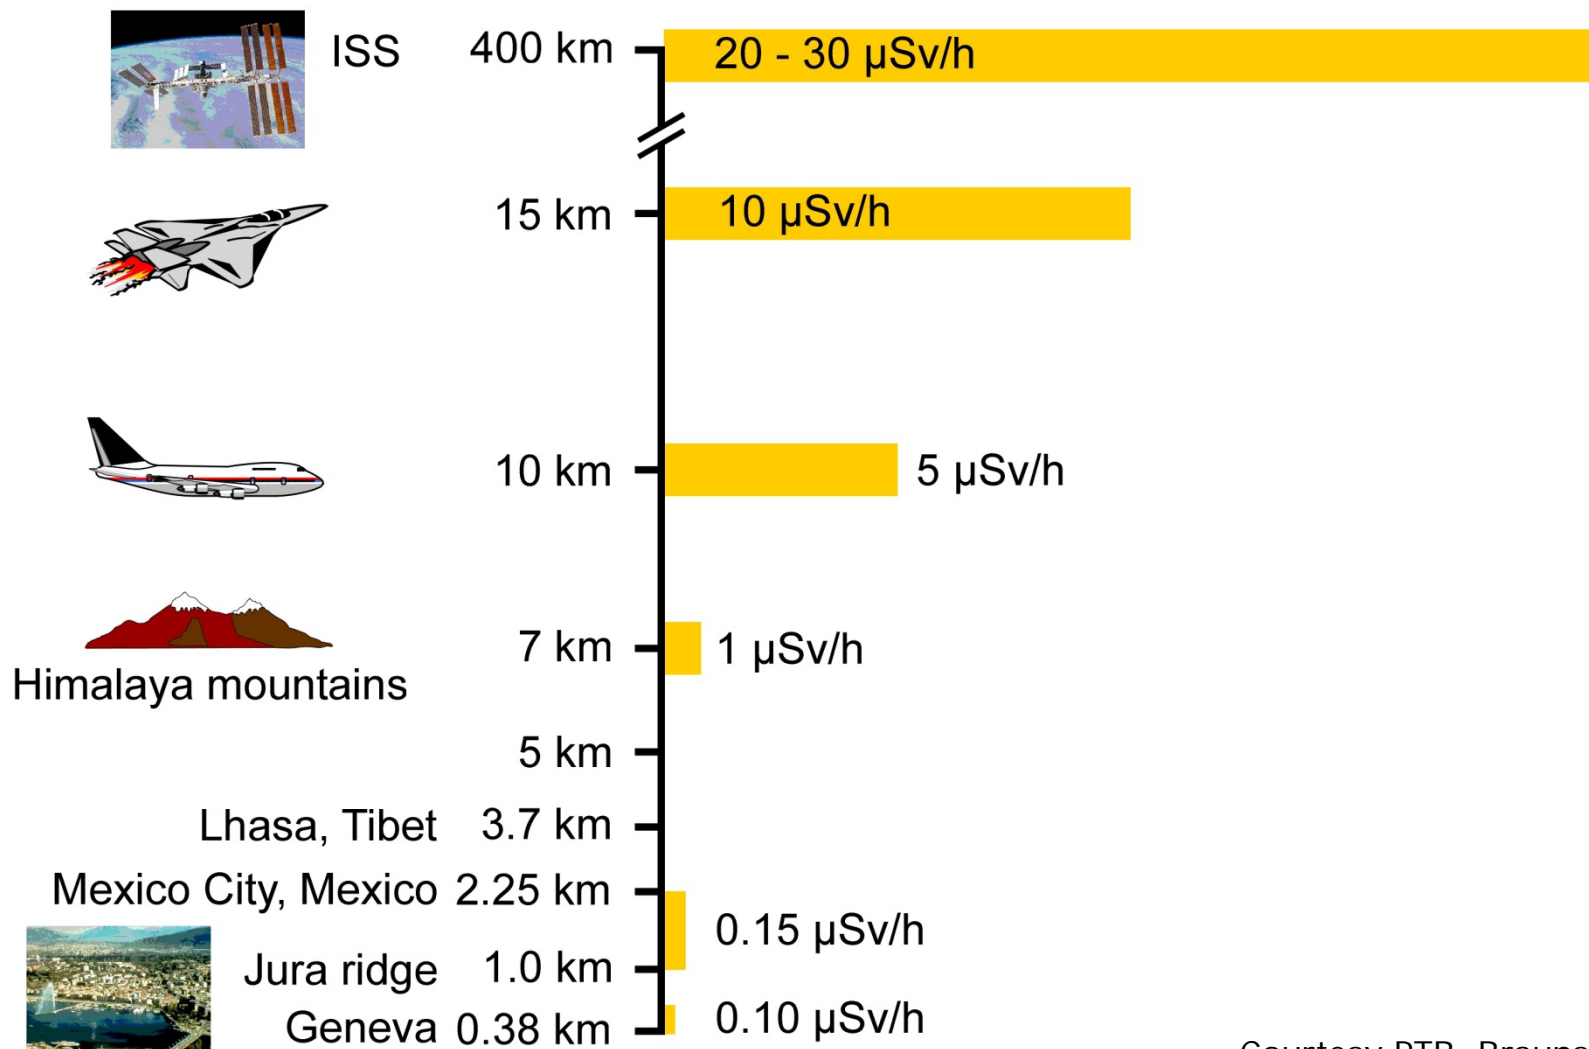 ISS 400 km 20 - 30 µSv/h
15 km 10 µSv/h
10 km 5 µSv/h
7 km 1 µSv/h
Himalaya mountains
5 km
Lhasa, Tibet 3.7 km
Mexico City, Mexico 2.25 km
0.15 µSv/h
Jura ridge 1.0 km
Geneva 0.38 km 0.10 µSv/h
Courtesy PTB